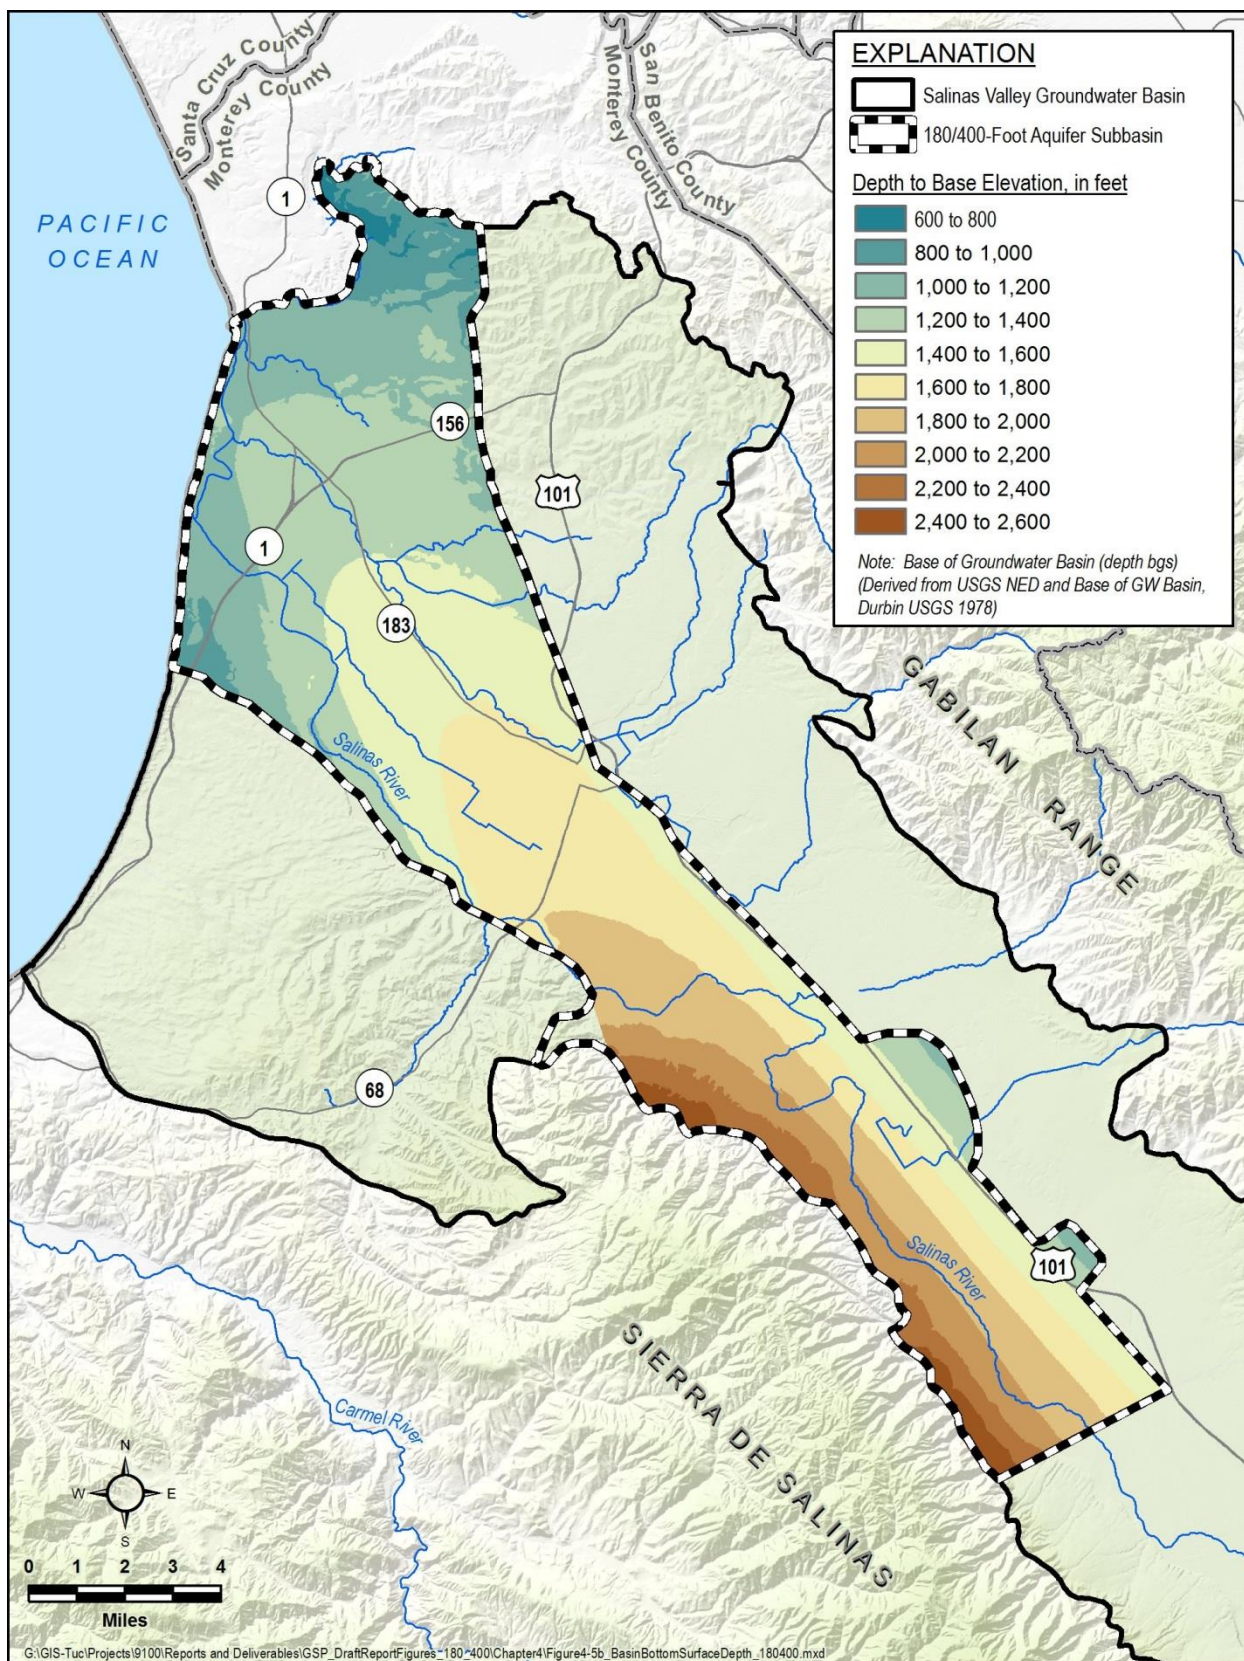 Santa Cruz County
Monterey County
Monterey County
San Benito County
EXPLANATION
Salinas Valley Groundwater Basin
180/400-Foot Aquifer Subbasin
Depth to Base Elevation, in feet
600 to 800
800 to 1,000
1,000 to 1,200
1,200 to 1,400
1,400 to 1,600
1,600 to 1,800
1,800 to 2,000
2,000 to 2,200
2,200 to 2,400
2,400 to 2,600
Note: Base of Groundwater Basin (depth bgs)
(Derived from USGS NED and Base of GW Basin,
Durbin USGS 1978)
1
PACIFIC
OCEAN
156
101
1
183
GABILAN RANGE
Salinas River
68
Salinas River
101
SIERRA DE SALINAS
Carmel River
N
W
E
S
0 1 2 3 4
Miles
G:\GIS-Tuc\Projects\9100\Reports and Deliverables\GSP_DraftReportFigures_180_400\Chapter4\Figure4-5b_BasinBottomSurfaceDepth_180400.mxd